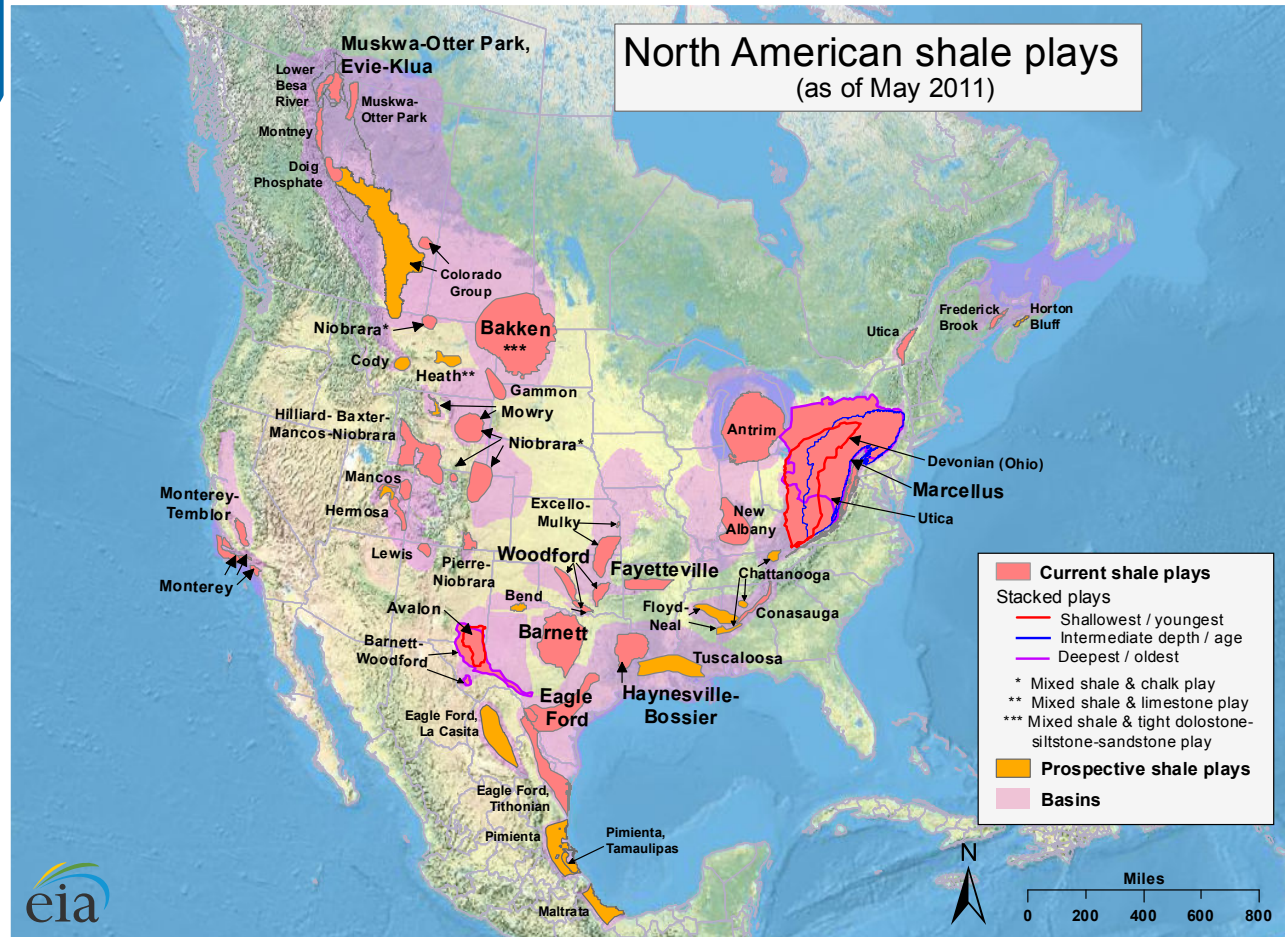 North American shale plays
(as of May 2011)
Muskwa-Otter Park,
Evie-Klua
Lower
Besa
River
Muskwa-
Otter Park
Montney
Doig
Phosphate
Colorado
Group
Niobrara*
Bakken
***
Cody
Heath**
Gammon
Mowry
Hilliard- Baxter-
Mancos-Niobrara
Niobrara*
Antrim
Utica
Frederick
Brook
Horton
Bluff
Devonian (Ohio)
Marcellus
Utica
Mancos
Hermosa
Monterey-
Temblor
Excello-
Mulky
New
Albany
Lewis
Pierre-
Niobrara
Woodford
Fayetteville
Chattanooga
Monterey
Bend
Floyd-
Neal
Conasauga
Avalon
Barnett
Barnett-
Woodford
Tuscaloosa
Eagle
Ford
Haynesville-
Bossier
Eagle Ford,
La Casita
Eagle Ford,
Tithonian
Pimienta
Pimienta,
Tamaulipas
Maltrata
Current shale plays
Stacked plays
Shallowest / youngest
Intermediate depth / age
Deepest / oldest
* Mixed shale & chalk play
** Mixed shale & limestone play
*** Mixed shale & tight dolostone-
siltstone-sandstone play
Prospective shale plays
Basins
N
Miles
0 200 400 600 800
eia